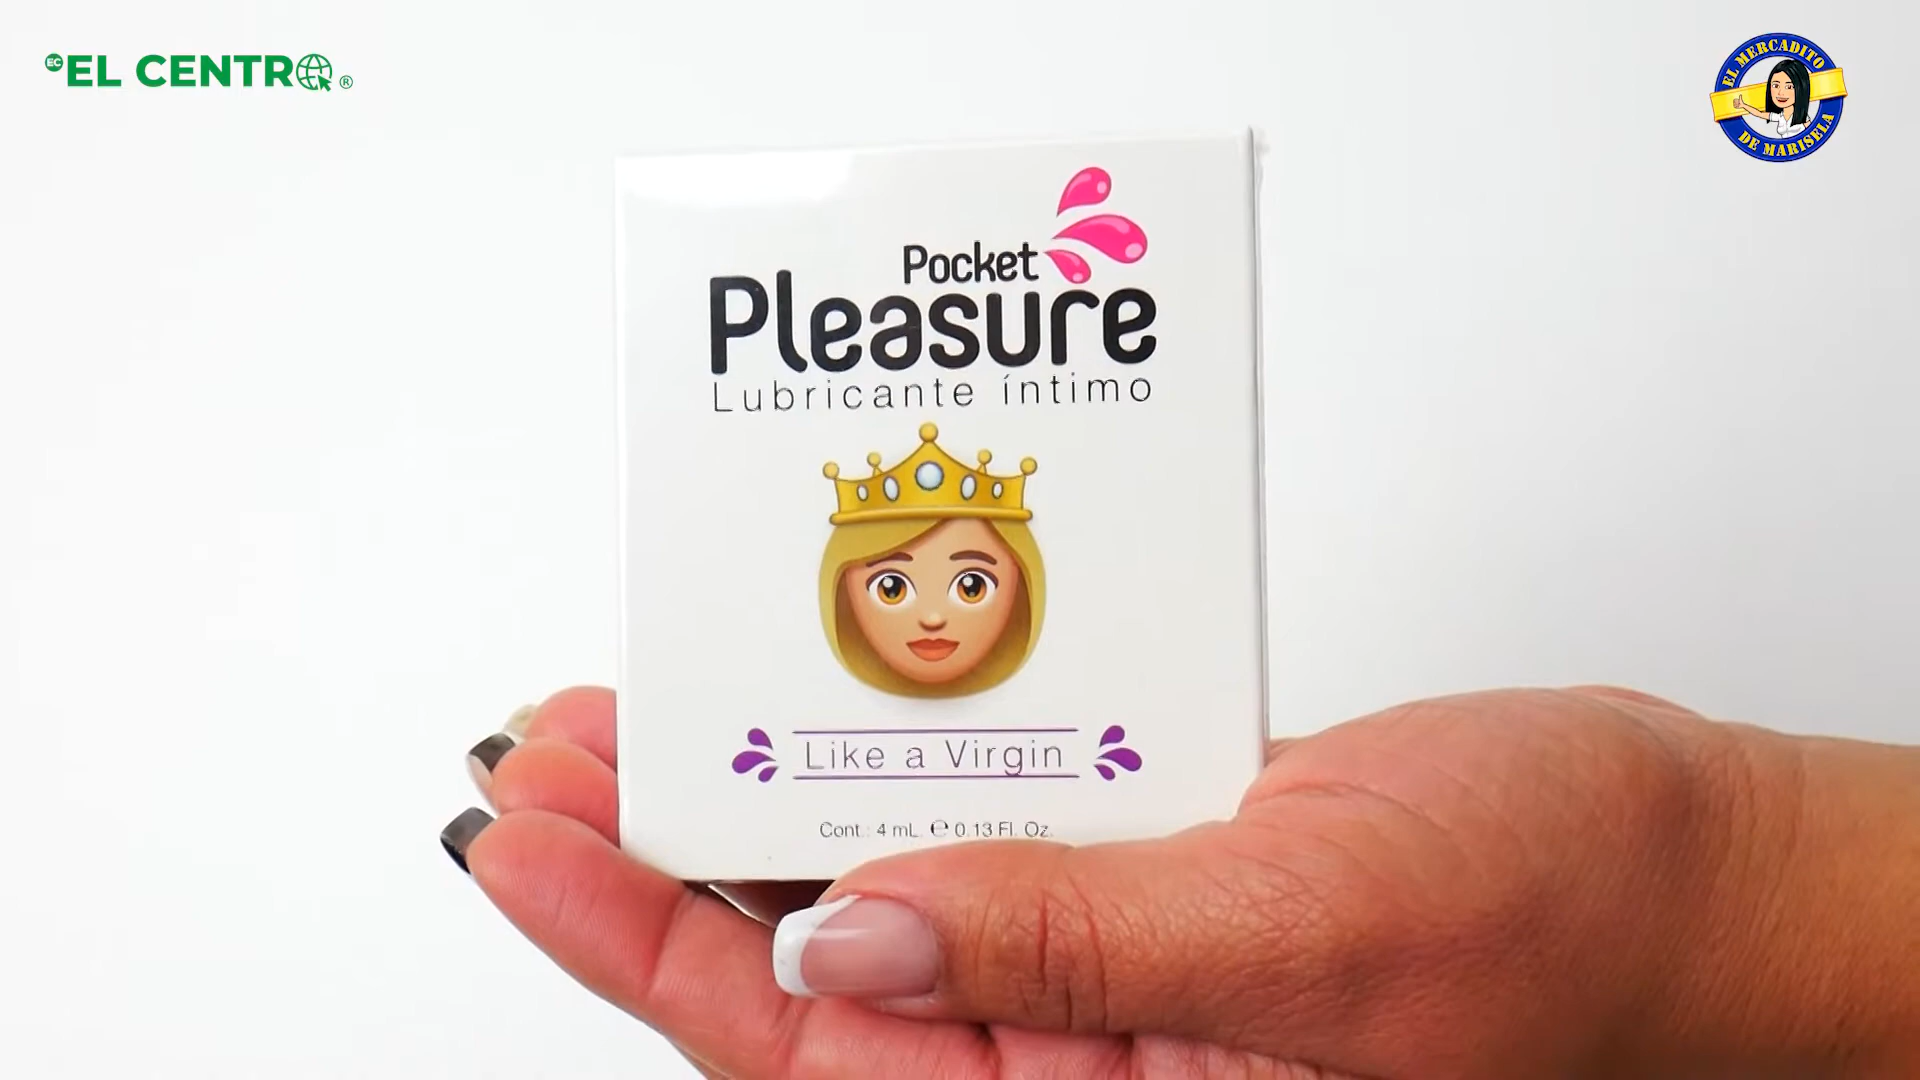 EC EL CENTRO ®
EL MERCADITO
DE MARISELA
Pocket
Pleasure
Lubricante íntimo
Like a Virgin
Cont.: 4 mL. ℮ 0.13 Fl. Oz.